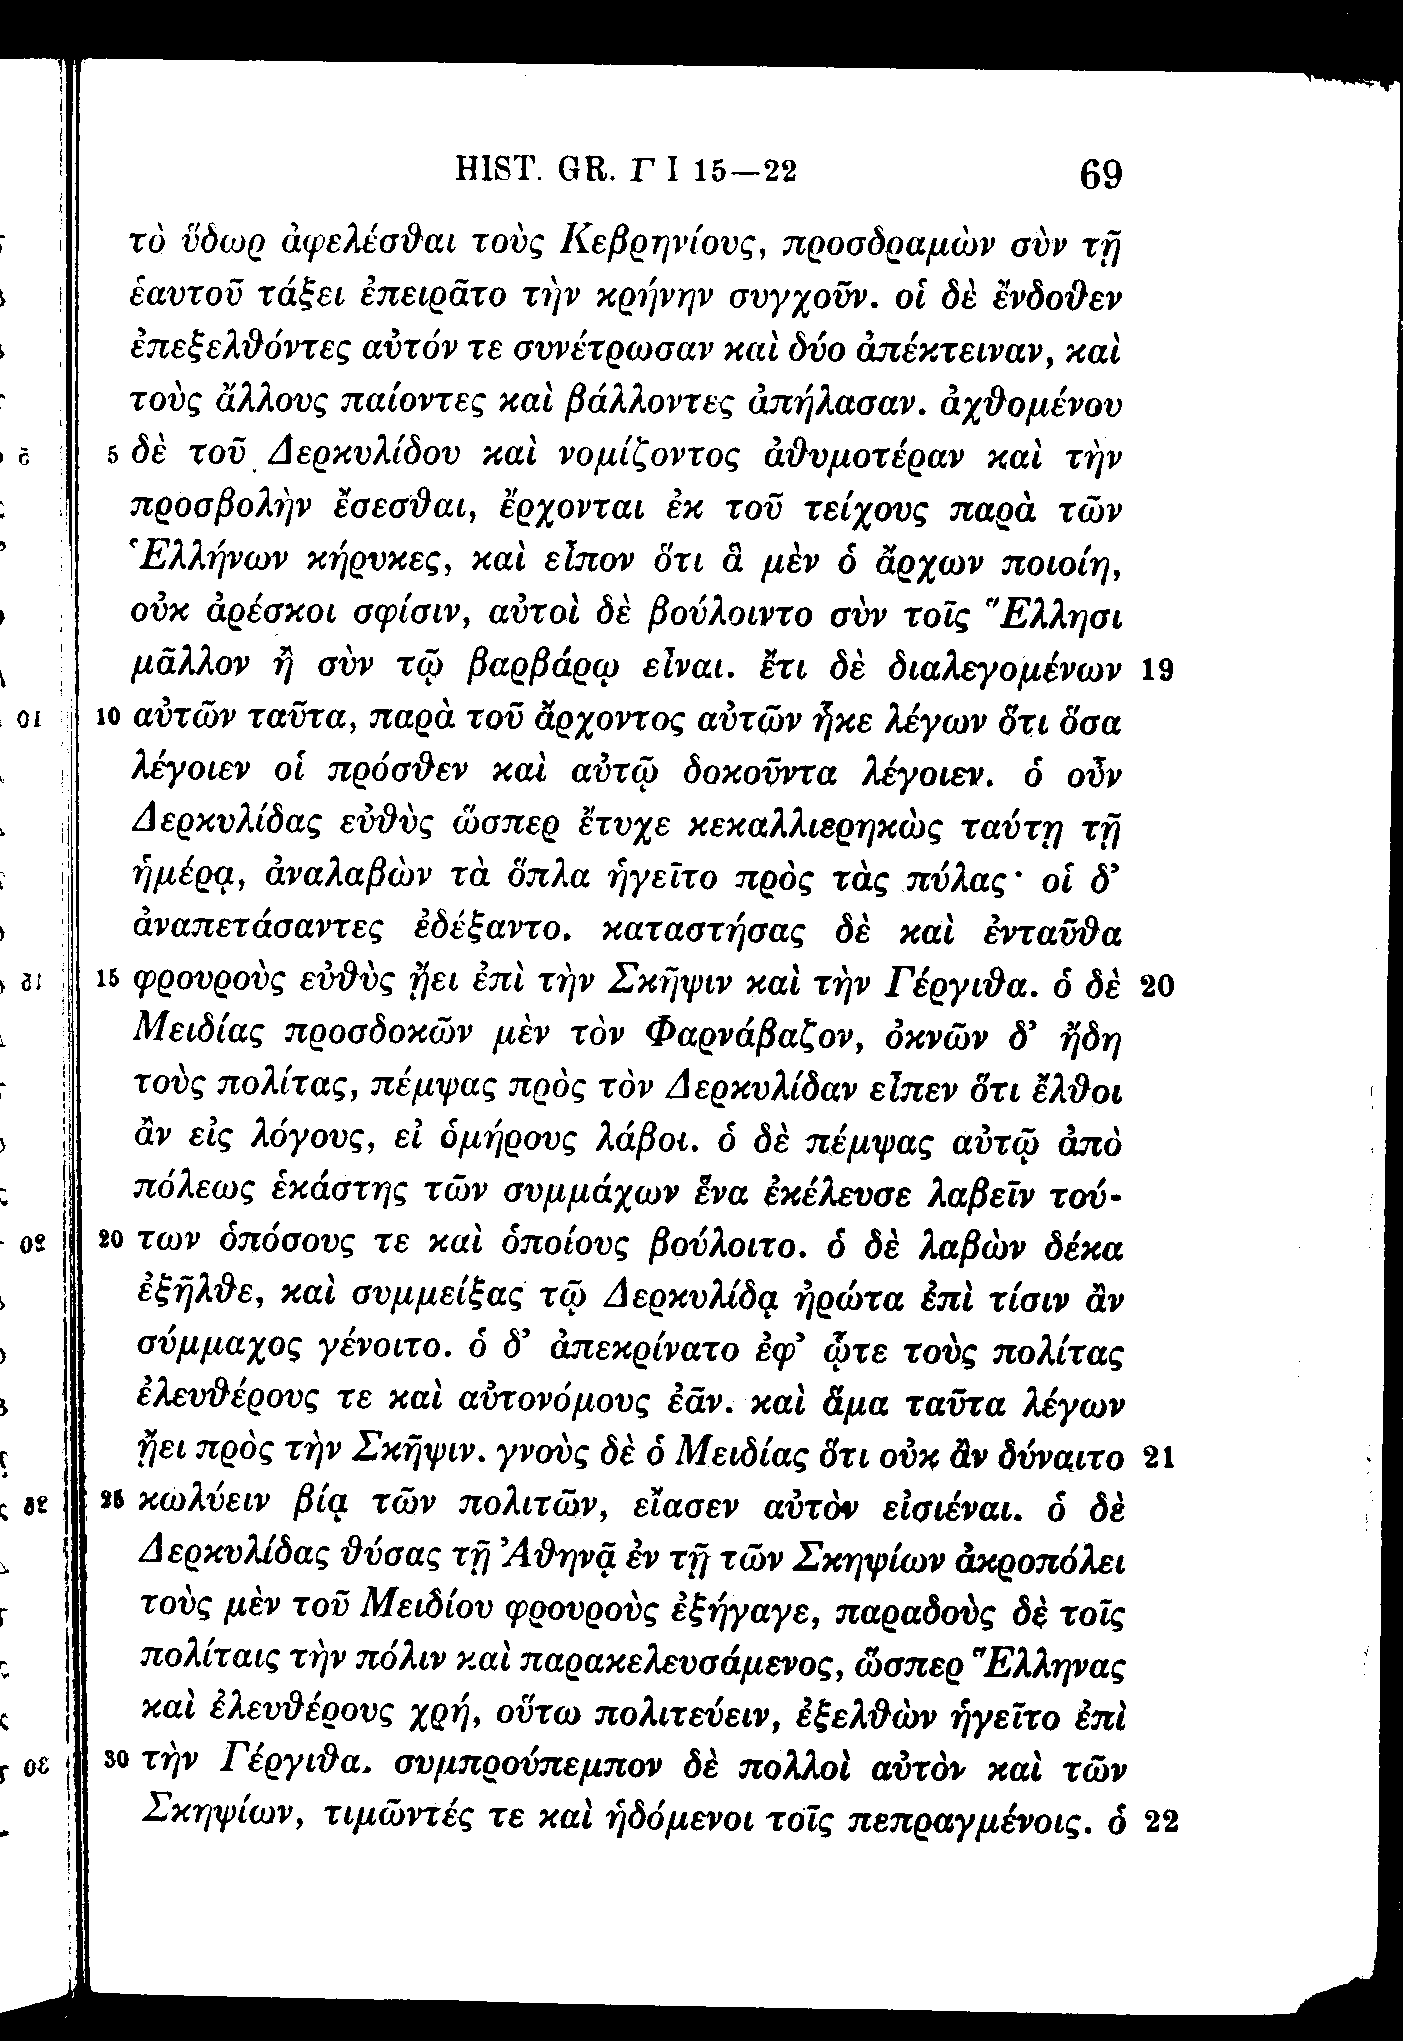 HIST. GR. Γ I 15—22 69
τὸ ὕδωρ ἀφελέσθαι τοὺς Κεβρηνίους, προσδραμὼν σὺν τῇ
ἑαυτοῦ τάξει ἐπειρᾶτο τὴν κρήνην συγχοῦν. οἱ δὲ ἔνδοθεν
ἐπεξελθόντες αὐτόν τε συνέτρωσαν καὶ δύο ἀπέκτειναν, καὶ
τοὺς ἄλλους παίοντες καὶ βάλλοντες ἀπήλασαν. ἀχθομένου
5 δὲ τοῦ Δερκυλίδου καὶ νομίζοντος ἀθυμοτέραν καὶ τὴν
προσβολὴν ἔσεσθαι, ἔρχονται ἐκ τοῦ τείχους παρὰ τῶν
Ἑλλήνων κήρυκες, καὶ εἶπον ὅτι ἃ μὲν ὁ ἄρχων ποιοίη,
οὐκ ἀρέσκοι σφίσιν, αὐτοὶ δὲ βούλοιντο σὺν τοῖς Ἕλλησι
μᾶλλον ἢ σὺν τῷ βαρβάρῳ εἶναι. ἔτι δὲ διαλεγομένων 19
10 αὐτῶν ταῦτα, παρὰ τοῦ ἄρχοντος αὐτῶν ἧκε λέγων ὅτι ὅσα
λέγοιεν οἱ πρόσθεν καὶ αὐτῷ δοκοῦντα λέγοιεν. ὁ οὖν
Δερκυλίδας εὐθὺς ὥσπερ ἔτυχε κεκαλλιερηκὼς ταύτῃ τῇ
ἡμέρᾳ, ἀναλαβὼν τὰ ὅπλα ἡγεῖτο πρὸς τὰς πύλας· οἱ δ’
ἀναπετάσαντες ἐδέξαντο. καταστήσας δὲ καὶ ἐνταῦθα
15 φρουροὺς εὐθὺς ᾔει ἐπὶ τὴν Σκῆψιν καὶ τὴν Γέργιθα. ὁ δὲ 20
Μειδίας προσδοκῶν μὲν τὸν Φαρνάβαζον, ὀκνῶν δ’ ἤδη
τοὺς πολίτας, πέμψας πρὸς τὸν Δερκυλίδαν εἶπεν ὅτι ἔλθοι
ἂν εἰς λόγους, εἰ ὁμήρους λάβοι. ὁ δὲ πέμψας αὐτῷ ἀπὸ
πόλεως ἑκάστης τῶν συμμάχων ἕνα ἐκέλευσε λαβεῖν τού-
20 των ὁπόσους τε καὶ ὁποίους βούλοιτο. ὁ δὲ λαβὼν δέκα
ἐξῆλθε, καὶ συμμείξας τῷ Δερκυλίδᾳ ἠρώτα ἐπὶ τίσιν ἂν
σύμμαχος γένοιτο. ὁ δ’ ἀπεκρίνατο ἐφ’ ᾧτε τοὺς πολίτας
ἐλευθέρους τε καὶ αὐτονόμους ἐᾶν. καὶ ἅμα ταῦτα λέγων
ᾔει πρὸς τὴν Σκῆψιν. γνοὺς δὲ ὁ Μειδίας ὅτι οὐκ ἂν δύναιτο 21
25 κωλύειν βίᾳ τῶν πολιτῶν, εἴασεν αὐτὸν εἰσιέναι. ὁ δὲ
Δερκυλίδας θύσας τῇ Ἀθηνᾷ ἐν τῇ τῶν Σκηψίων ἀκροπόλει
τοὺς μὲν τοῦ Μειδίου φρουροὺς ἐξήγαγε, παραδοὺς δὲ τοῖς
πολίταις τὴν πόλιν καὶ παρακελευσάμενος, ὥσπερ Ἕλληνας
καὶ ἐλευθέρους χρή, οὕτω πολιτεύειν, ἐξελθὼν ἡγεῖτο ἐπὶ
30 τὴν Γέργιθα. συμπρούπεμπον δὲ πολλοὶ αὐτὸν καὶ τῶν
Σκηψίων, τιμῶντές τε καὶ ἡδόμενοι τοῖς πεπραγμένοις. ὁ 22